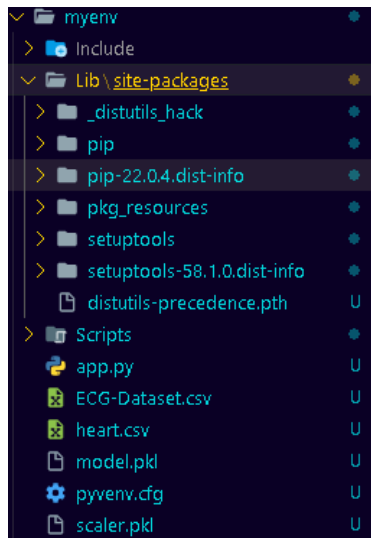 myenv
Include
Lib\site-packages
_distutils_hack
pip
pip-22.0.4.dist-info
pkg_resources
setuptools
setuptools-58.1.0.dist-info
distutils-precedence.pth U
Scripts
app.py U
ECG-Dataset.csv U
heart.csv U
model.pkl U
pyvenv.cfg U
scaler.pkl U